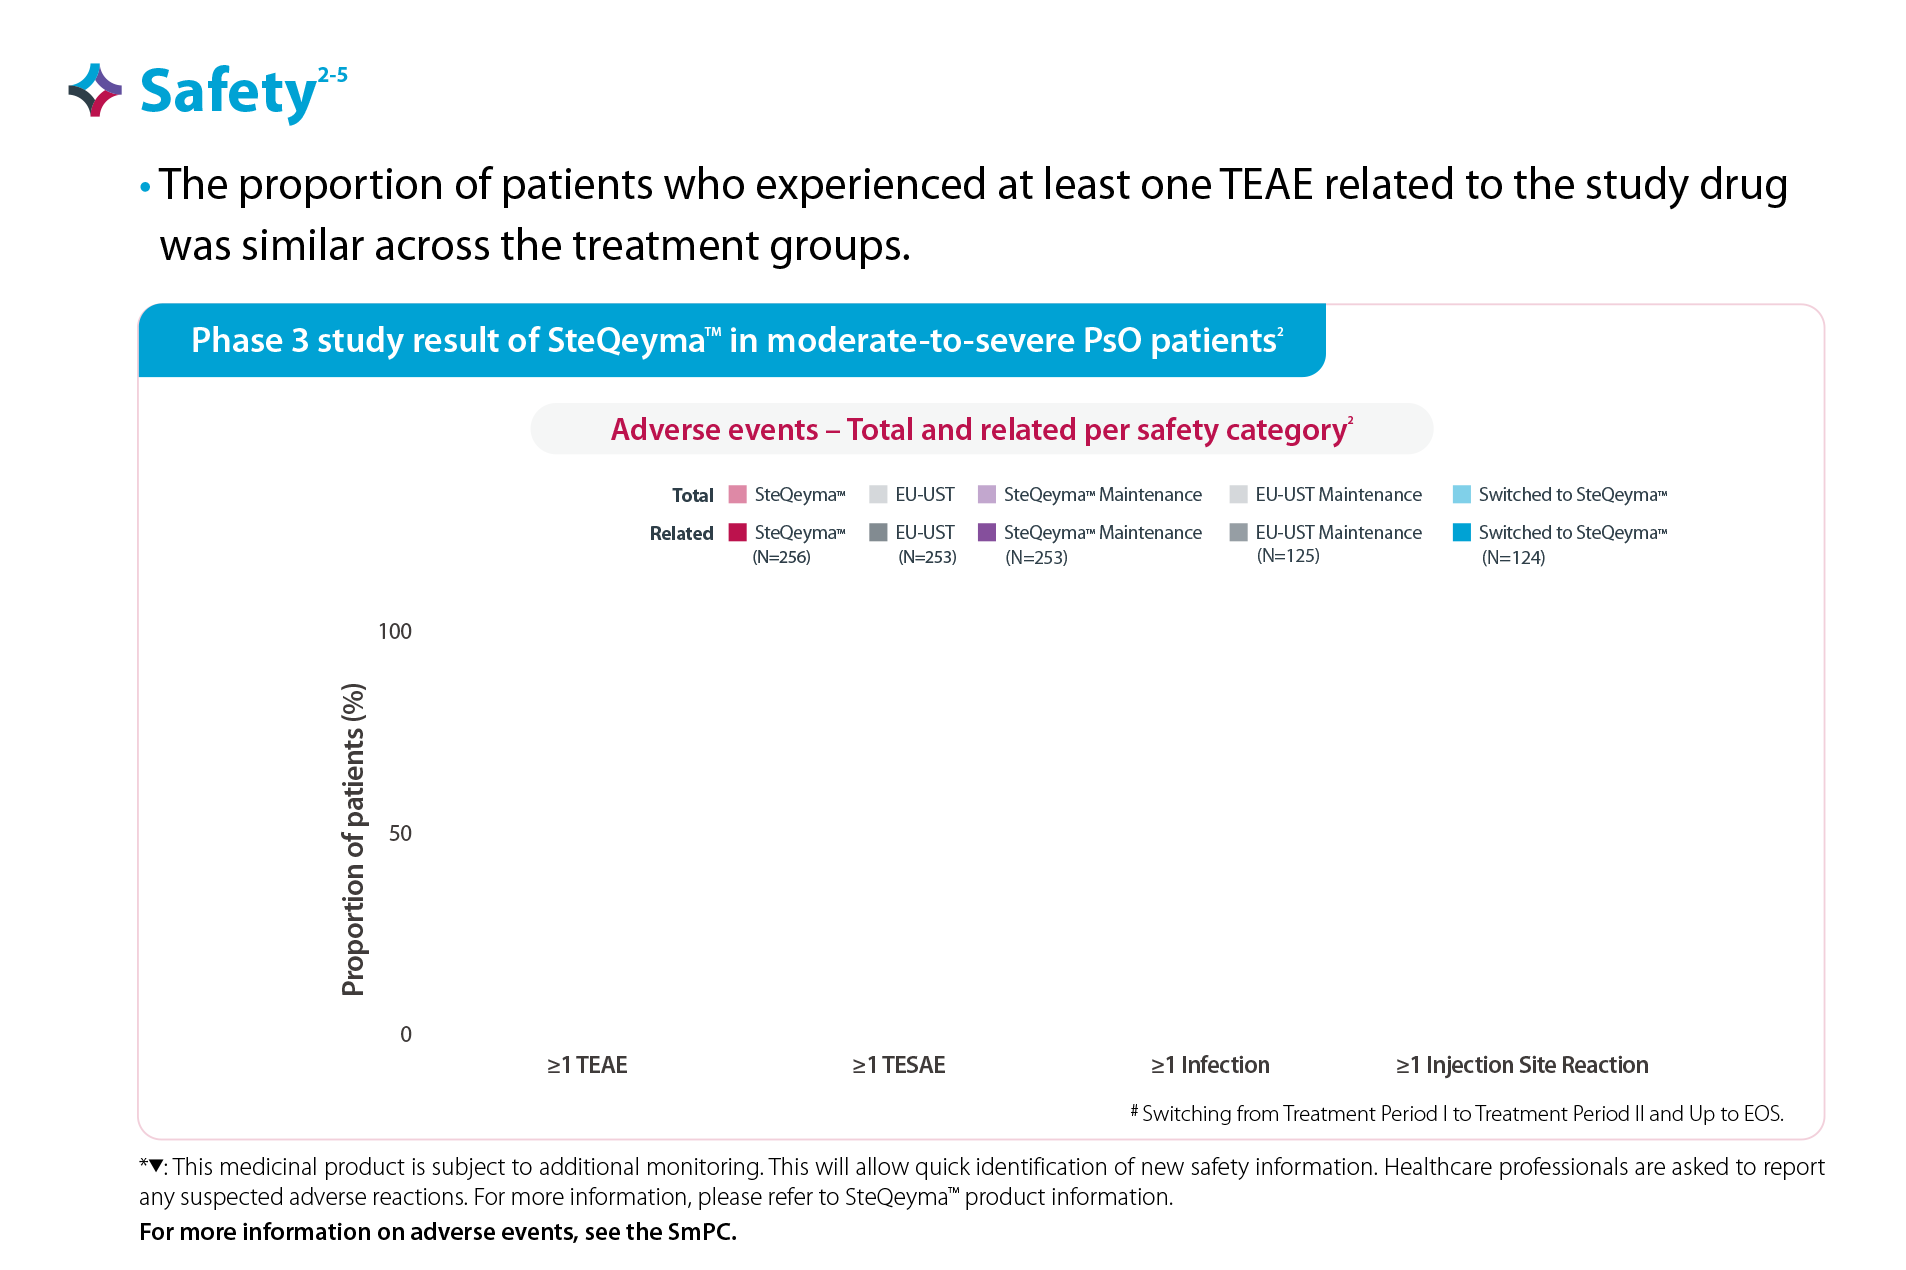 Safety2-5
• The proportion of patients who experienced at least one TEAE related to the study drug
was similar across the treatment groups.
Phase 3 study result of SteQeyma™ in moderate-to-severe PsO patients²
Adverse events – Total and related per safety category²
Total SteQeyma™ EU-UST SteQeyma™ Maintenance EU-UST Maintenance Switched to SteQeyma™
Related SteQeyma™ EU-UST SteQeyma™ Maintenance EU-UST Maintenance Switched to SteQeyma™
(N=256) (N=253) (N=253) (N=125) (N=124)
Proportion of patients (%)
100
50
0
≥1 TEAE ≥1 TESAE ≥1 Infection ≥1 Injection Site Reaction
# Switching from Treatment Period I to Treatment Period II and Up to EOS.
*▼: This medicinal product is subject to additional monitoring. This will allow quick identification of new safety information. Healthcare professionals are asked to report
any suspected adverse reactions. For more information, please refer to SteQeyma™ product information.
For more information on adverse events, see the SmPC.